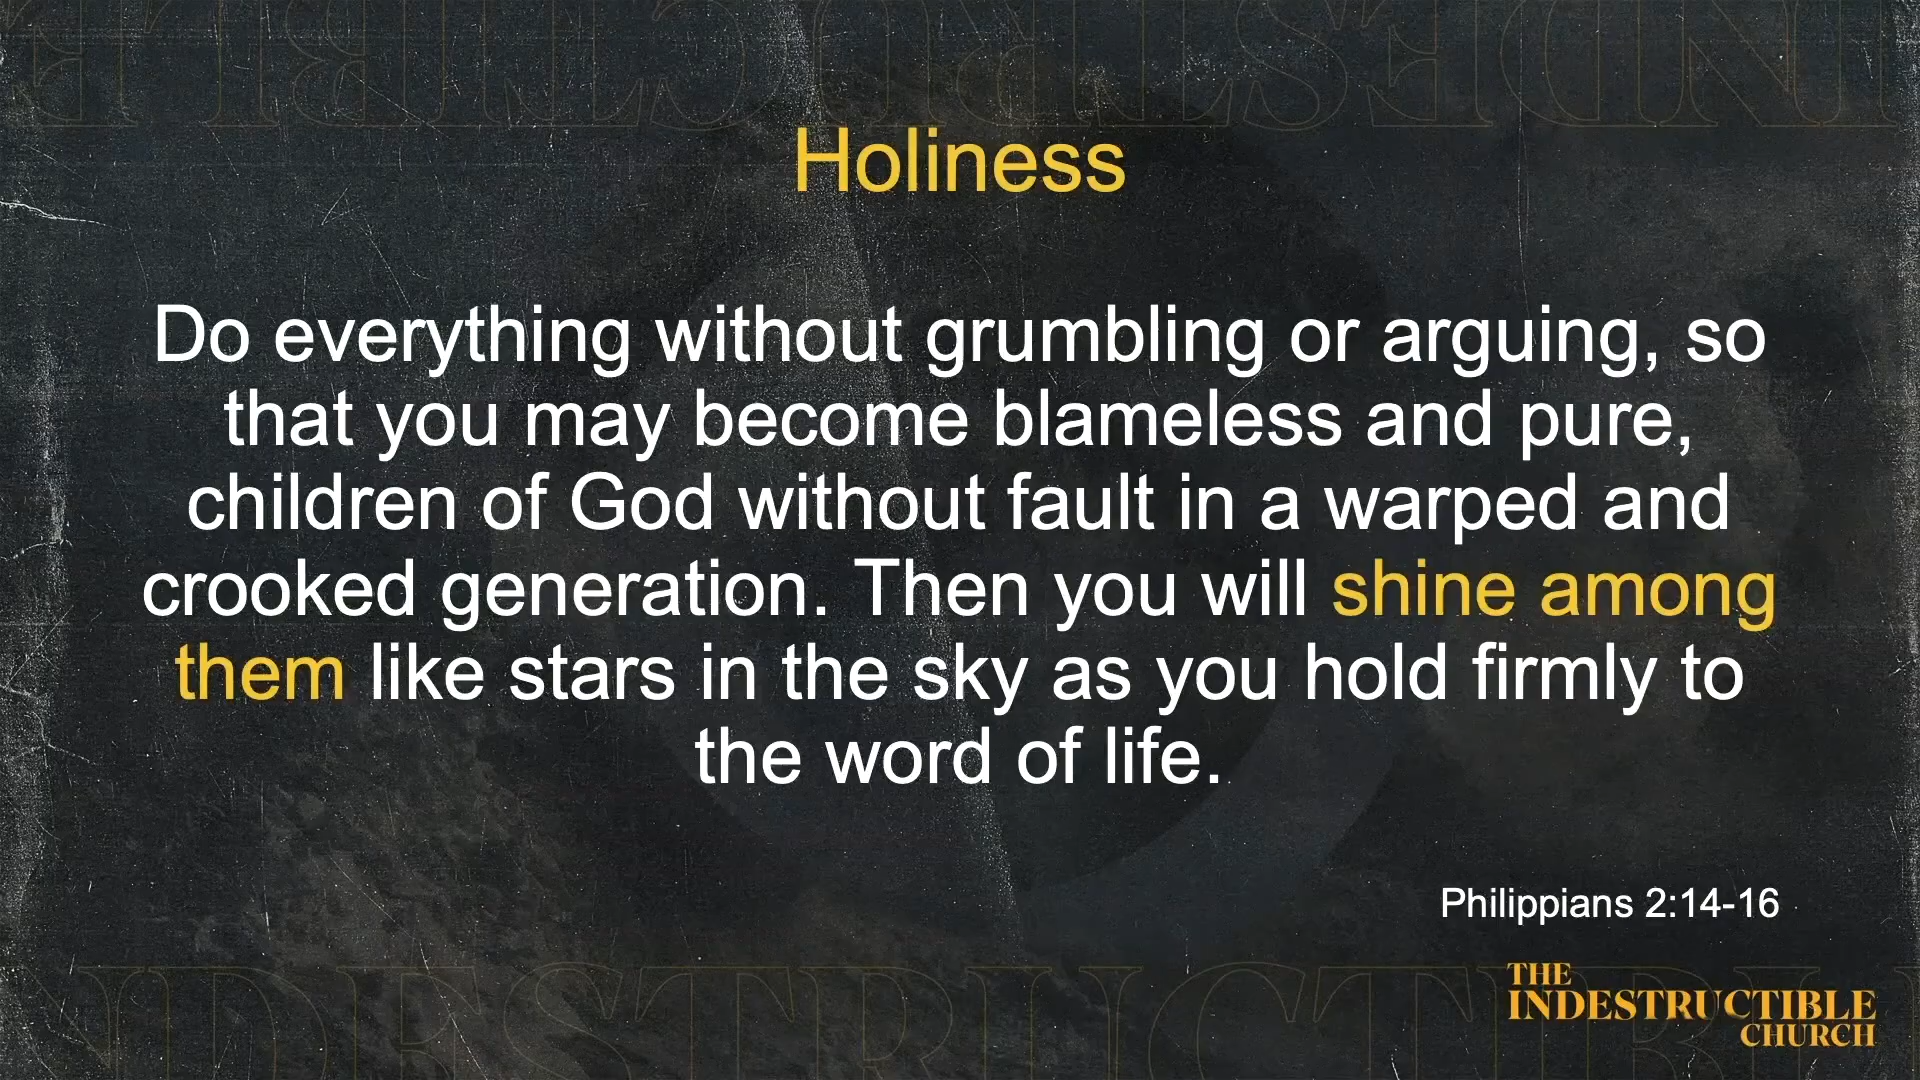 INDESTRUCTIBLE
Holiness
Do everything without grumbling or arguing, so
that you may become blameless and pure,
children of God without fault in a warped and
crooked generation. Then you will shine among
them like stars in the sky as you hold firmly to
the word of life.
Philippians 2:14-16
THE
INDESTRUCTIBLE
CHURCH
INDESTRUCTIBL